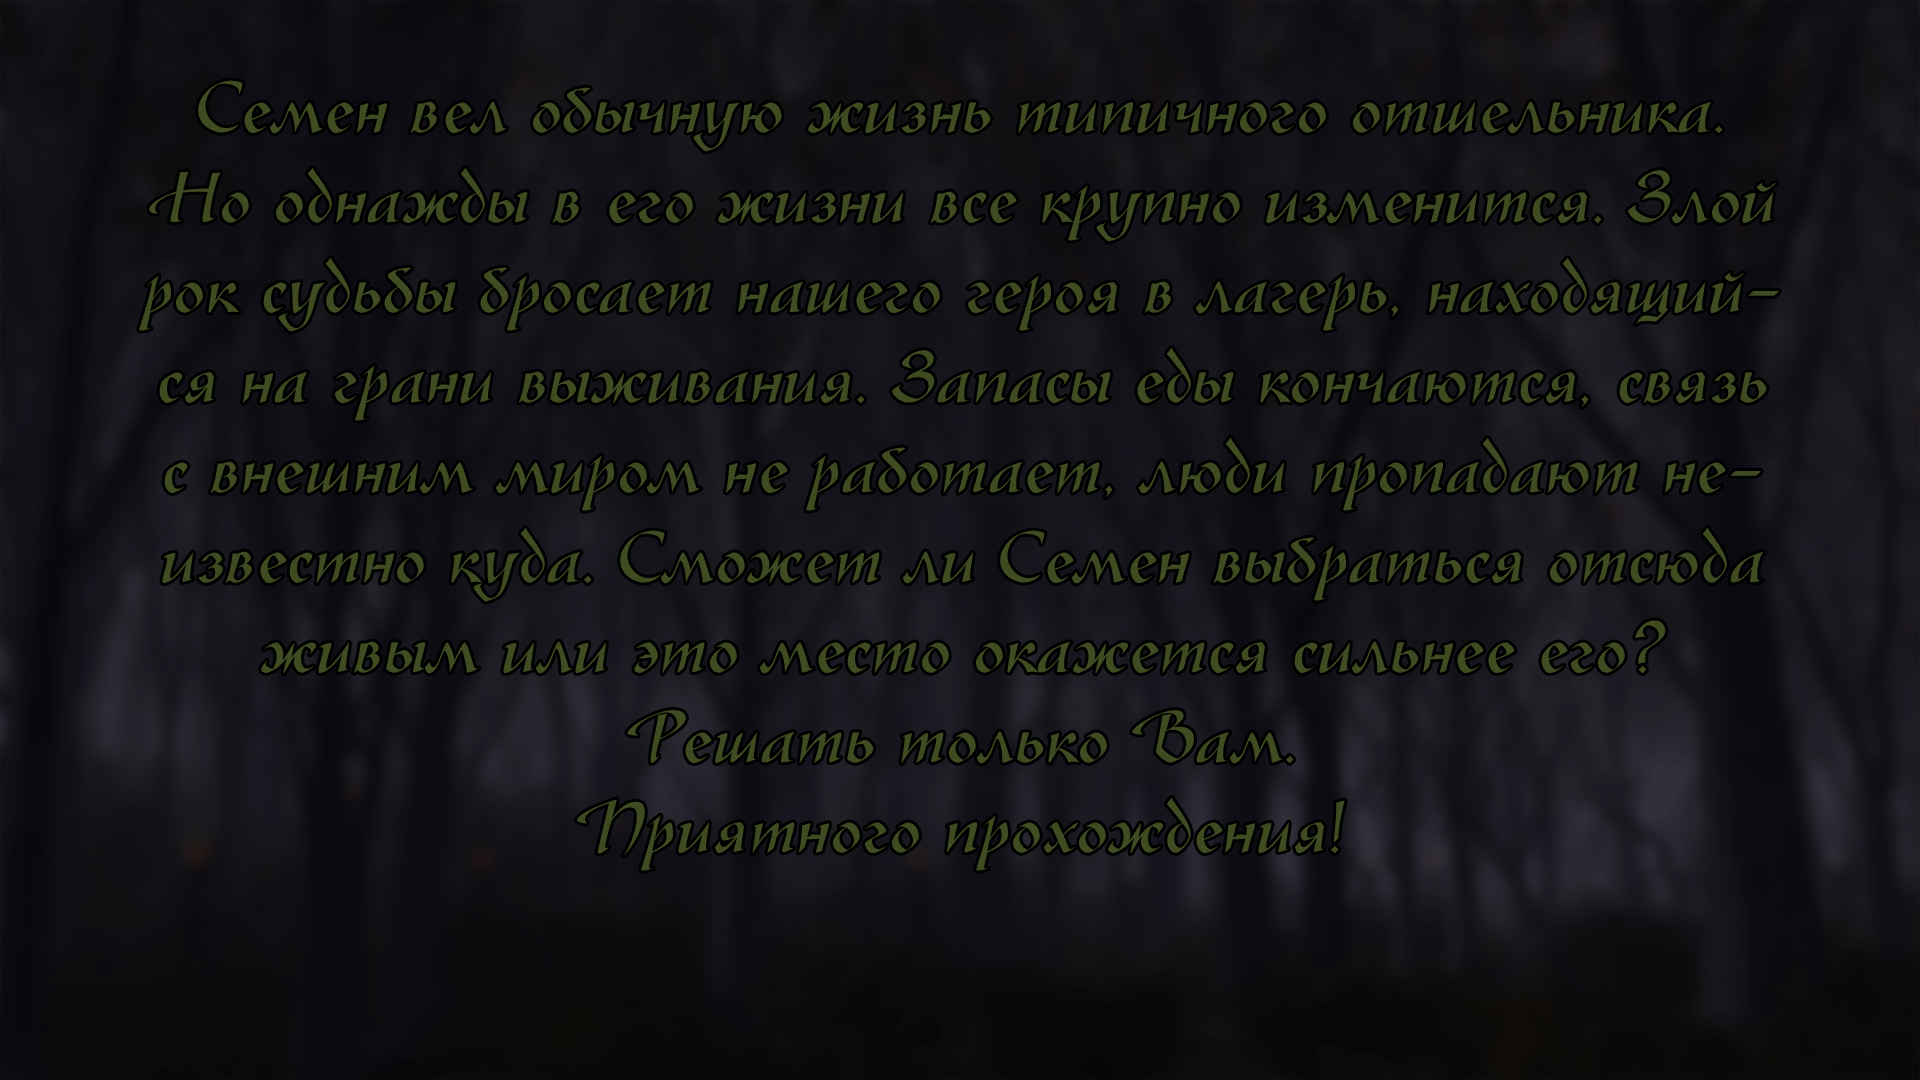 Семен вел обычную жизнь типичного отшельника.
Но однажды в его жизни все крупно изменится. Злой
рок судьбы бросает нашего героя в лагерь, находящий-
ся на грани выживания. Запасы еды кончаются, связь
с внешним миром не работает, люди пропадают не-
известно куда. Сможет ли Семен выбраться отсюда
живым или это место окажется сильнее его?
Решать только Вам.
Приятного прохождения!